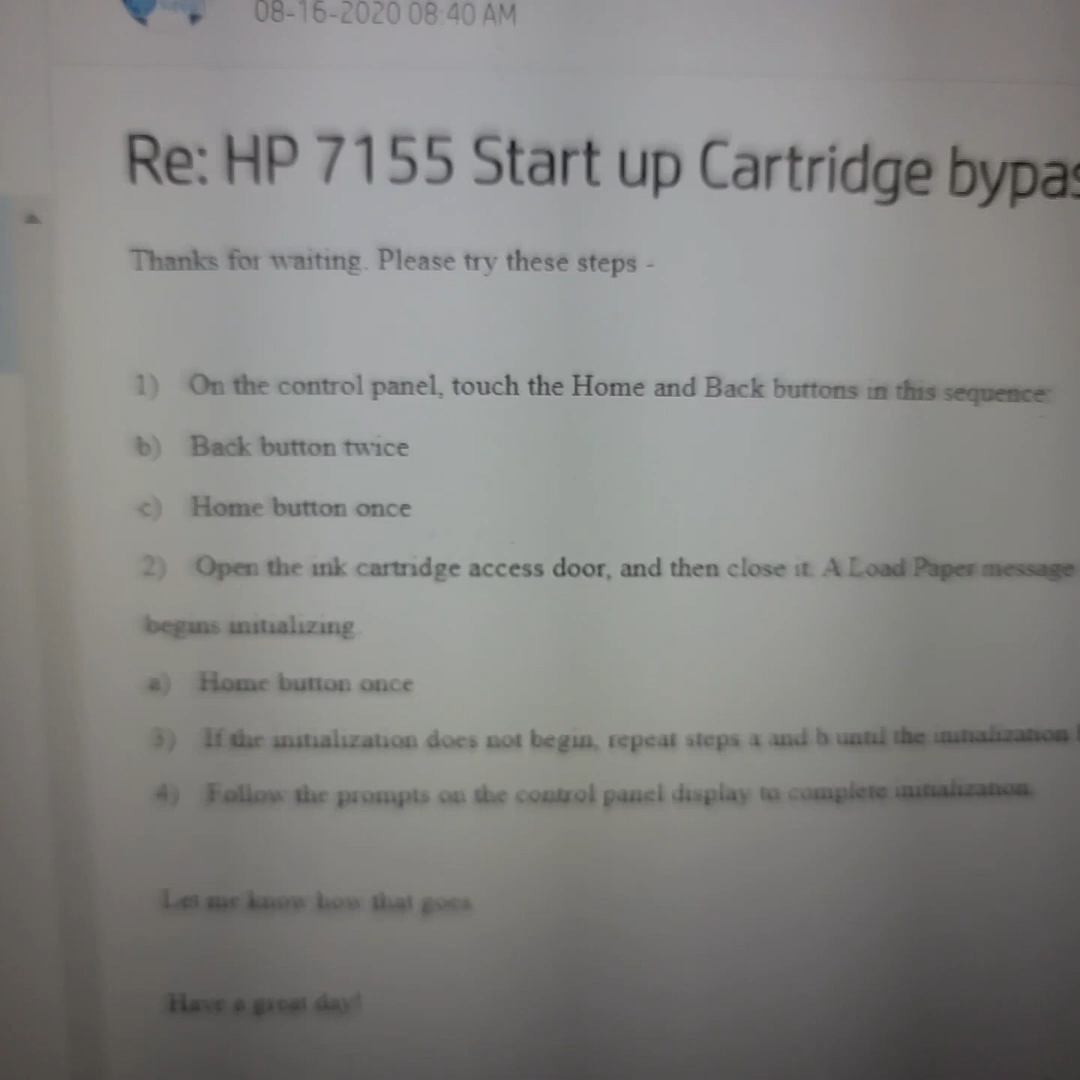 08-16-2020 08:40 AM
Re: HP 7155 Start up Cartridge bypas
Thanks for waiting. Please try these steps -
1) On the control panel, touch the Home and Back buttons in this sequence:
b) Back button twice
c) Home button once
2) Open the ink cartridge access door, and then close it. A Load Paper message
begins initializing.
a) Home button once
3) If the initialization does not begin, repeat steps a and b until the initialization
4) Follow the prompts on the control panel display to complete initialization.
Let me know how that goes
Have a great day!